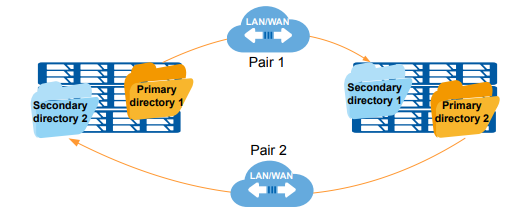 LAN/WAN
Pair 1
Primary
directory 1
Secondary
directory 2
Secondary
directory 1
Primary
directory 2
Pair 2
LAN/WAN